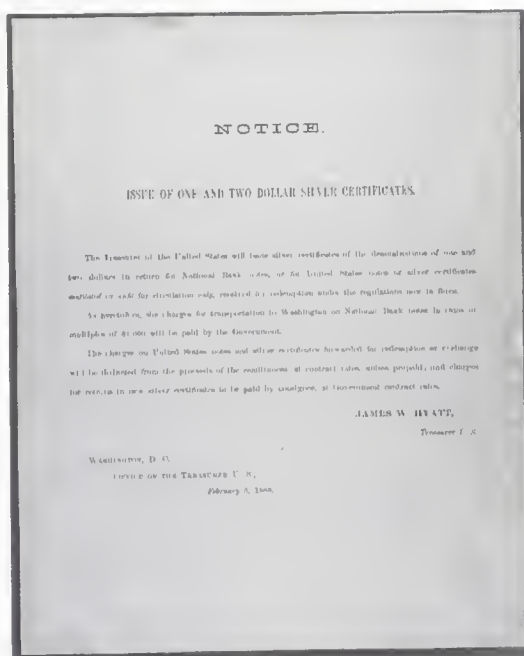 NOTICE.
ISSUE OF ONE AND TWO DOLLAR SILVER CERTIFICATES.
The Treasurer of the United States will issue silver certificates of the denominations of one and
two dollars in return for National Bank notes, or for United States notes or silver certificates
unfit for circulation only, received for redemption under the regulations now in force.
As heretofore, the charges for transportation to Washington on National Bank notes in sums or
multiples of $1,000 will be paid by the Government.
The charges on United States notes and silver certificates forwarded for redemption or exchange
will be deducted from the proceeds of the remittances at contract rates, unless prepaid, and charges
for returns in new silver certificates to be paid by consignee, at Government contract rates.
JAMES W. HYATT,
Treasurer U. S.
WASHINGTON, D. C.
OFFICE OF THE TREASURER U. S.,
February